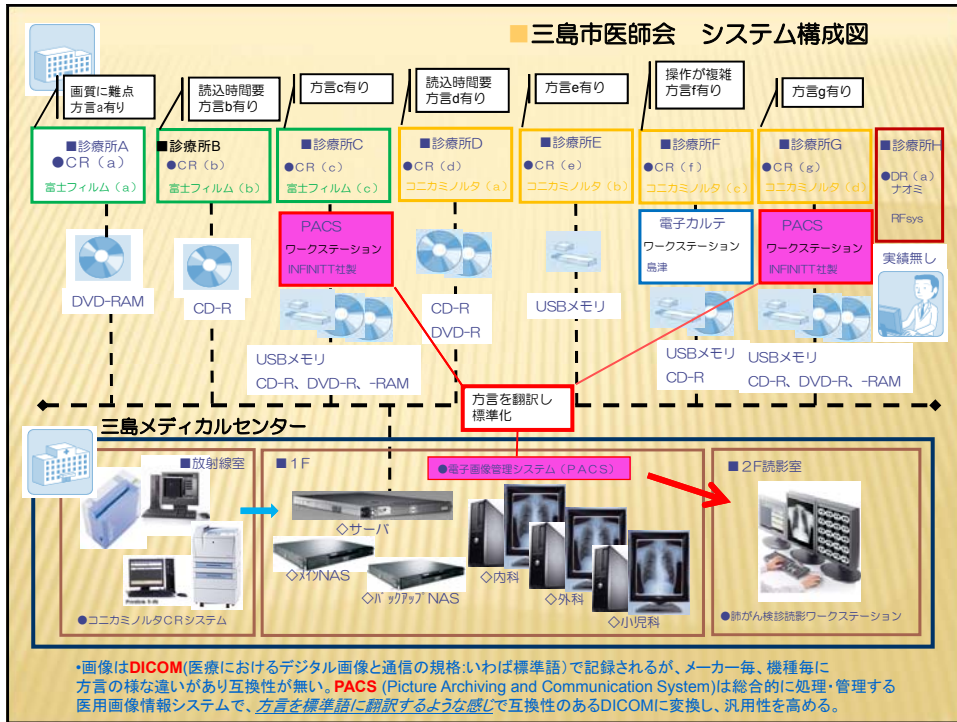 ■三島市医師会　システム構成図
画質に難点
方言a有り
読込時間要
方言b有り
方言c有り
読込時間要
方言d有り
方言e有り
操作が複雑
方言f有り
方言g有り
■診療所A
●CR（a）
富士フィルム（a）
■診療所B
●CR（b）
富士フィルム（b）
■診療所C
●CR（c）
富士フィルム（c）
■診療所D
●CR（d）
コニカミノルタ（a）
■診療所E
●CR（e）
コニカミノルタ（b）
■診療所F
●CR（f）
コニカミノルタ（c）
■診療所G
●CR（g）
コニカミノルタ（d）
■診療所H
●DR（a）
ナオミ
RFsys
PACS
ワークステーション
INFINITT社製
電子カルテ
ワークステーション
島津
PACS
ワークステーション
INFINITT社製
実績無し
DVD-RAM
CD-R
USBメモリ
CD-R、DVD-R、-RAM
CD-R
DVD-R
USBメモリ
USBメモリ
CD-R
USBメモリ
CD-R、DVD-R、-RAM
方言を翻訳し
標準化
三島メディカルセンター
■放射線室
■1F
●電子画像管理システム（PACS）
■2F読影室
◇サーバ
◇ﾒｲﾝNAS
◇ﾊﾞｯｸｱｯﾌﾟNAS
◇内科
◇外科
◇小児科
●コニカミノルタCRシステム
●肺がん検診読影ワークステーション
•画像はDICOM(医療におけるデジタル画像と通信の規格:いわば標準語）で記録されるが、メーカー毎、機種毎に
方言の様な違いがあり互換性が無い。PACS (Picture Archiving and Communication System)は総合的に処理・管理する
医用画像情報システムで、方言を標準語に翻訳するような感じで互換性のあるDICOMに変換し、汎用性を高める。